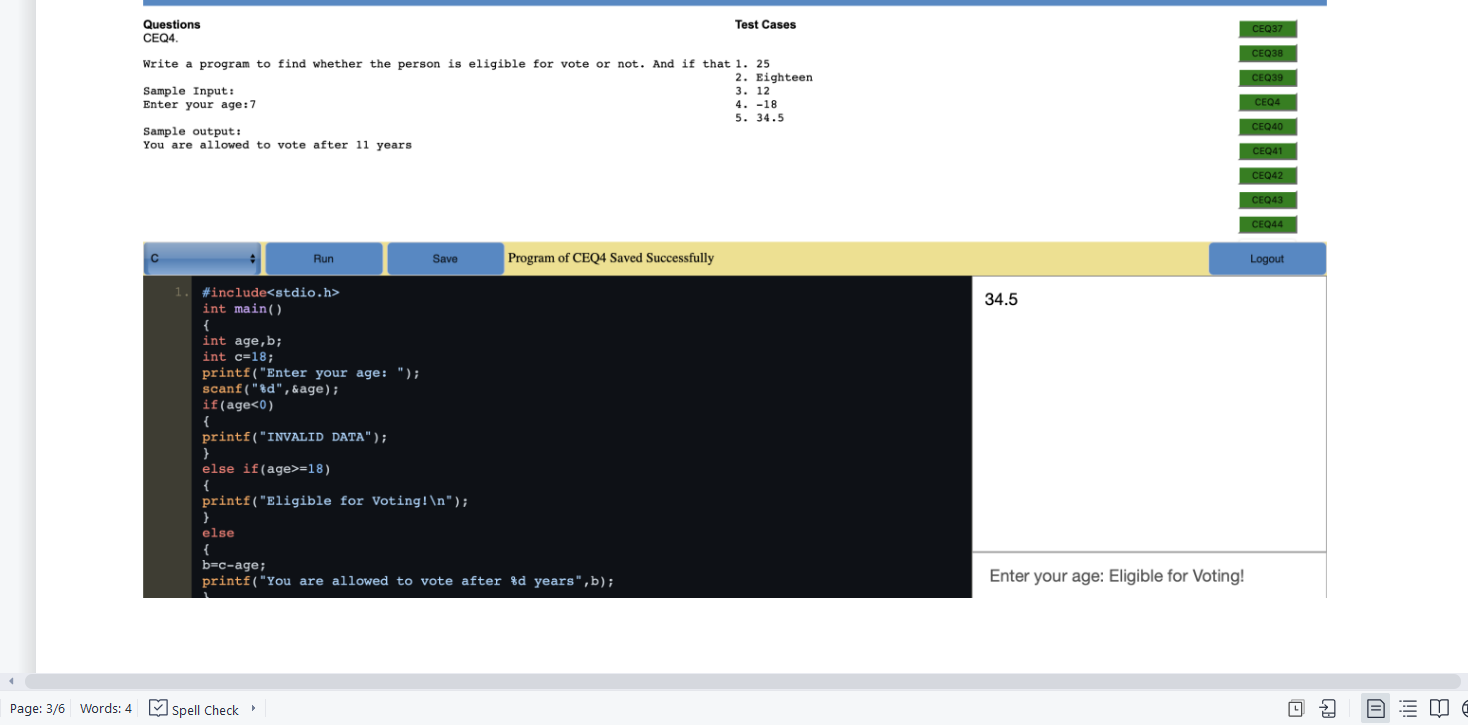 Questions
CEQ4.
Write a program to find whether the person is eligible for vote or not. And if that
Sample Input:
Enter your age:7
Sample output:
You are allowed to vote after 11 years
Test Cases
1. 25
2. Eighteen
3. 12
4. -18
5. 34.5
CEQ37
CEQ38
CEQ39
CEQ4
CEQ40
CEQ41
CEQ42
CEQ43
CEQ44
C
Run
Save
Program of CEQ4 Saved Successfully
Logout
1. #include<stdio.h>
int main()
{
int age,b;
int c=18;
printf("Enter your age: ");
scanf("%d",&age);
if(age<0)
{
printf("INVALID DATA");
}
else if(age>=18)
{
printf("Eligible for Voting!\n");
}
else
{
b=c-age;
printf("You are allowed to vote after %d years",b);
}
34.5
Enter your age: Eligible for Voting!
Page: 3/6 Words: 4 Spell Check